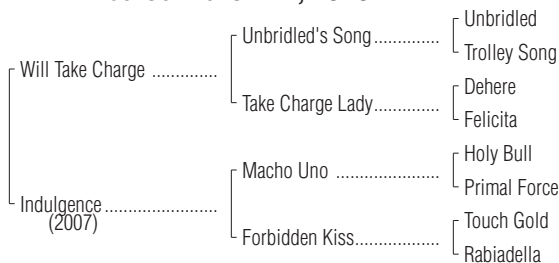 Unbridled
Unbridled's Song..............
Trolley Song
Will Take Charge ..............
Dehere
Take Charge Lady..............
Felicita
Holy Bull
Macho Uno ......................
Primal Force
Indulgence ........................
(2007)
Touch Gold
Forbidden Kiss..................
Rabiadella